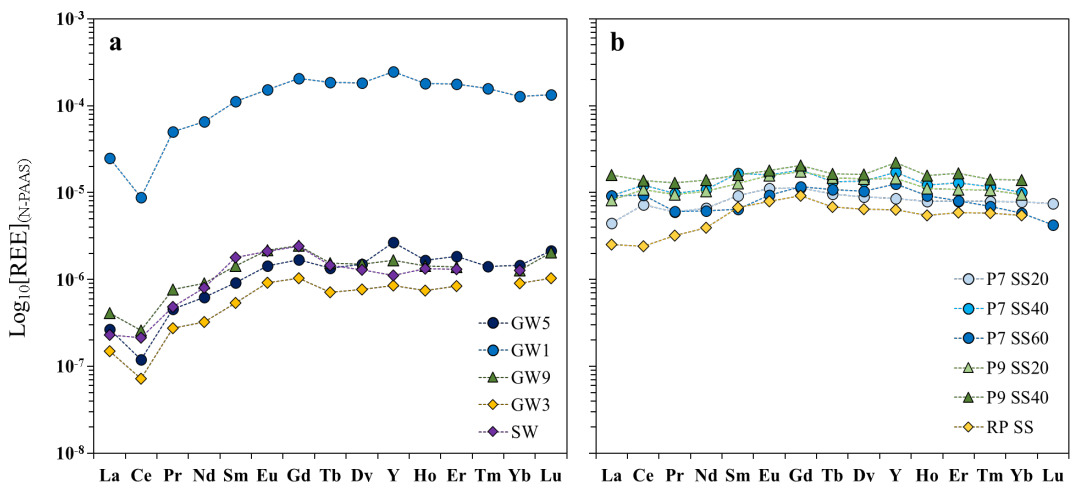 Log10[REE](N-PAAS)
10-3
10-4
10-5
10-6
10-7
10-8
a
GW5
GW1
GW9
GW3
SW
La Ce Pr Nd Sm Eu Gd Tb Dy Y Ho Er Tm Yb Lu
b
P7 SS20
P7 SS40
P7 SS60
P9 SS20
P9 SS40
RP SS
La Ce Pr Nd Sm Eu Gd Tb Dy Y Ho Er Tm Yb Lu